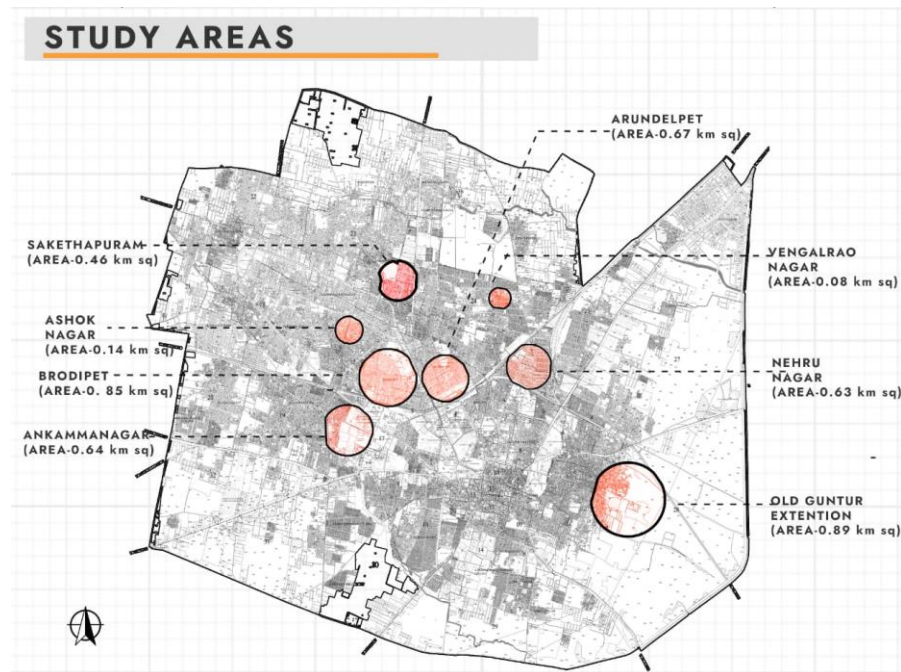 STUDY AREAS
ARUNDELPET
(AREA-0.67 km sq)
SAKETHAPURAM
(AREA-0.46 km sq)
VENGALRAO
NAGAR
(AREA-0.08 km sq)
ASHOK
NAGAR
(AREA-0.14 km sq)
BRODIPET
(AREA-0. 85 km sq)
NEHRU
NAGAR
(AREA-0.63 km sq)
ANKAMMANAGAR
(AREA-0.64 km sq)
OLD GUNTUR
EXTENTION
(AREA-0.89 km sq)